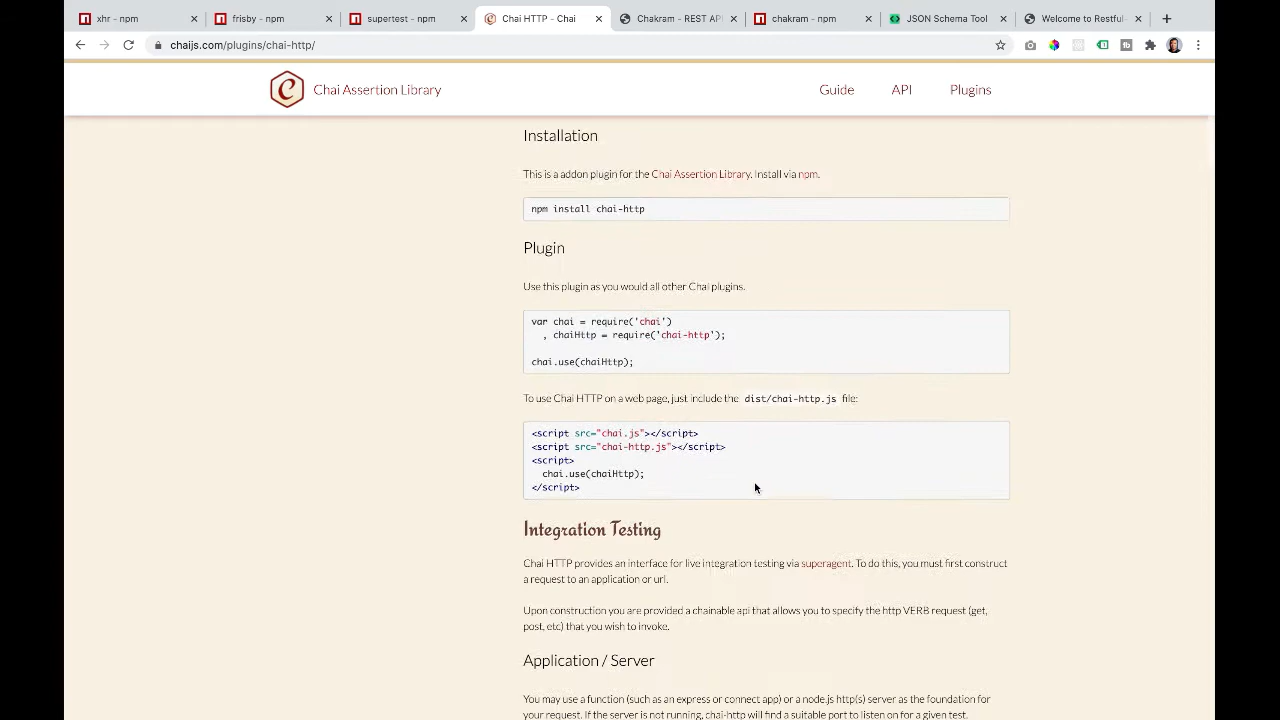 xhr - npm
frisby - npm
supertest - npm
Chai HTTP - Chai
Chakram - REST API
chakram - npm
JSON Schema Tool
Welcome to Restful-
chaijs.com/plugins/chai-http/
Chai Assertion Library
Guide
API
Plugins
Installation
This is a addon plugin for the Chai Assertion Library. Install via npm.
npm install chai-http
Plugin
Use this plugin as you would all other Chai plugins.
var chai = require('chai')
, chaiHttp = require('chai-http');
chai.use(chaiHttp);
To use Chai HTTP on a web page, just include the dist/chai-http.js file:
<script src="chai.js"></script>
<script src="chai-http.js"></script>
<script>
chai.use(chaiHttp);
</script>
Integration Testing
Chai HTTP provides an interface for live integration testing via superagent. To do this, you must first construct
a request to an application or url.
Upon construction you are provided a chainable api that allows you to specify the http VERB request (get,
post, etc) that you wish to invoke.
Application / Server
You may use a function (such as an express or connect app) or a node.js http(s) server as the foundation for
your request. If the server is not running, chai-http will find a suitable port to listen on for a given test.